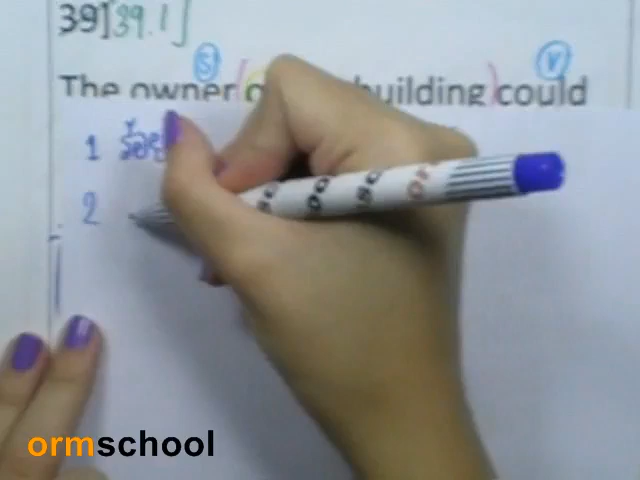 39] [39.1]
S V
The owner building could
1
2
ormschool